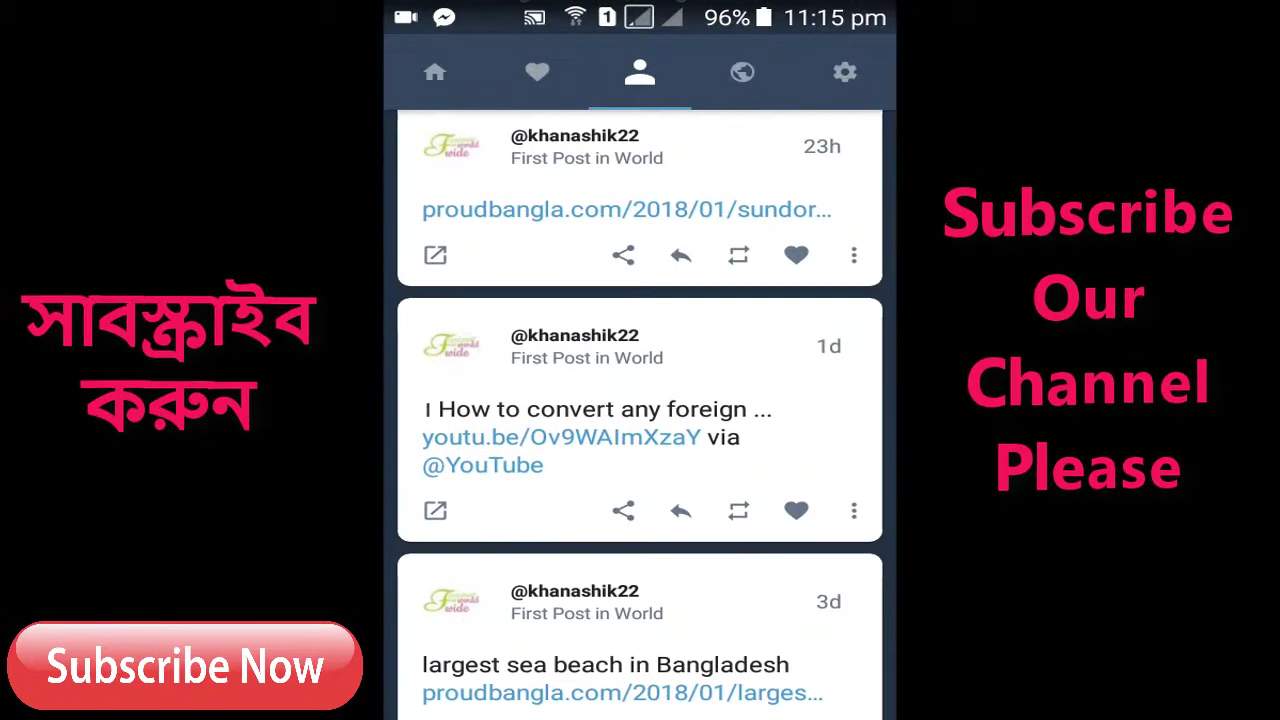 96% 11:15 pm
@khanashik22
First Post in World
23h
proudbangla.com/2018/01/sundor...
@khanashik22
First Post in World
1d
। How to convert any foreign ...
youtu.be/Ov9WAImXzaY via
@YouTube
@khanashik22
First Post in World
3d
largest sea beach in Bangladesh
proudbangla.com/2018/01/larges...
সাবস্ক্রাইব
করুন
Subscribe Now
Subscribe
Our
Channel
Please